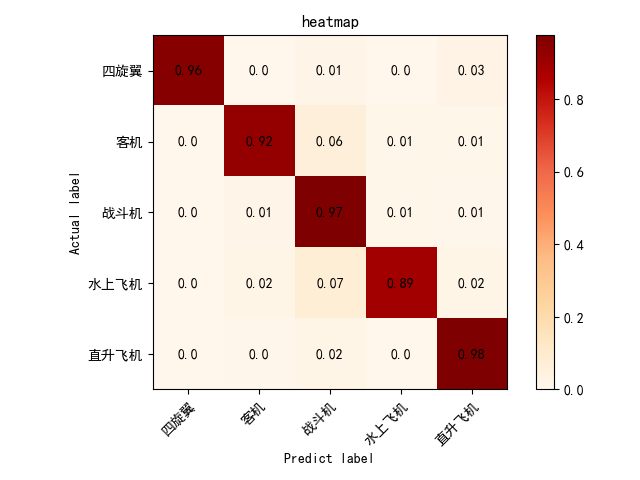 heatmap
四旋翼 0.96 0.0 0.01 0.0 0.03
客机 0.0 0.92 0.06 0.01 0.01
战斗机 0.0 0.01 0.97 0.01 0.01
水上飞机 0.0 0.02 0.07 0.89 0.02
直升飞机 0.0 0.0 0.02 0.0 0.98
Actual label
四旋翼 客机 战斗机 水上飞机 直升飞机
Predict label
0.8
0.6
0.4
0.2
0.0